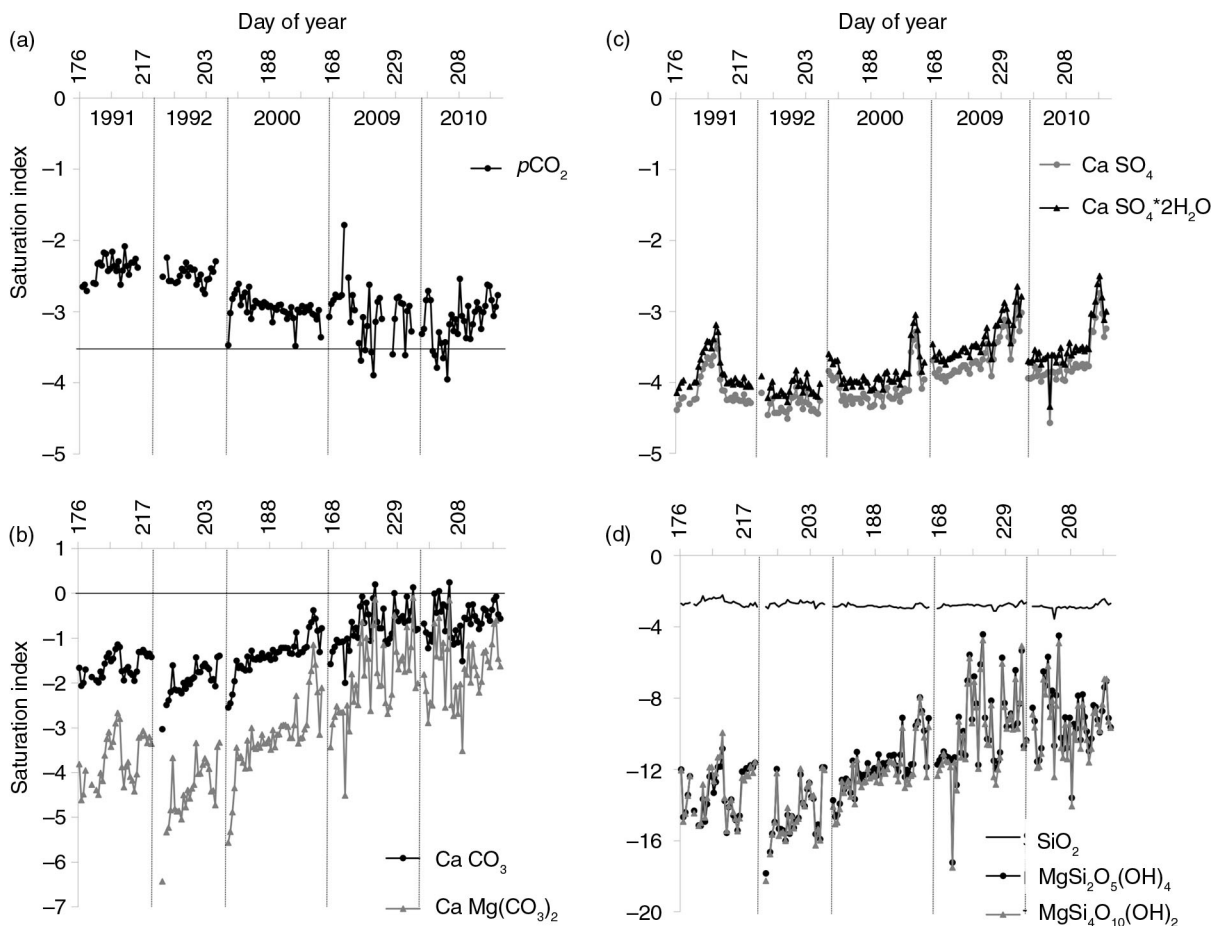 Day of year
(a)
176 217 203 188 168 229 208
0
1991 1992 2000 2009 2010
pCO2
−1
−2
−3
−4
−5
Saturation index
Day of year
(c)
176 217 203 188 168 229 208
0
1991 1992 2000 2009 2010
−1
Ca SO4
Ca SO4*2H2O
−2
−3
−4
−5
(b)
176 217 203 188 168 229 208
1
0
−1
−2
−3
−4
−5
−6
−7
Saturation index
Ca CO3
Ca Mg(CO3)2
(d)
176 217 203 188 168 229 208
0
−4
−8
−12
−16
−20
SiO2
MgSi2O5(OH)4
MgSi4O10(OH)2